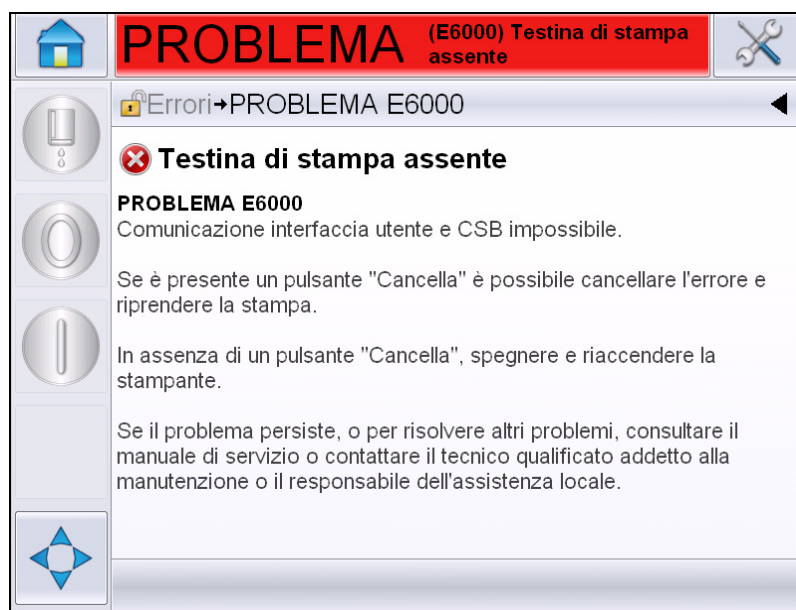 PROBLEMA
(E6000) Testina di stampa
assente
Errori→PROBLEMA E6000
Testina di stampa assente
PROBLEMA E6000
Comunicazione interfaccia utente e CSB impossibile.
Se è presente un pulsante "Cancella" è possibile cancellare l'errore e
riprendere la stampa.
In assenza di un pulsante "Cancella", spegnere e riaccendere la
stampante.
Se il problema persiste, o per risolvere altri problemi, consultare il
manuale di servizio o contattare il tecnico qualificato addetto alla
manutenzione o il responsabile dell'assistenza locale.